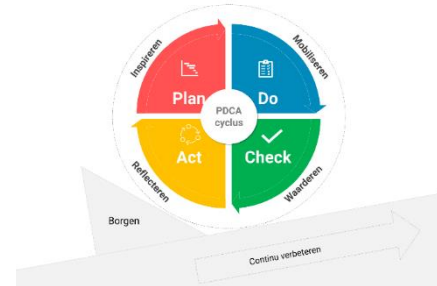 Inspireren
Mobiliseren
Plan
Do
PDCA
cyclus
Act
Check
Reflecteren
Waarderen
Borgen
Continu verbeteren